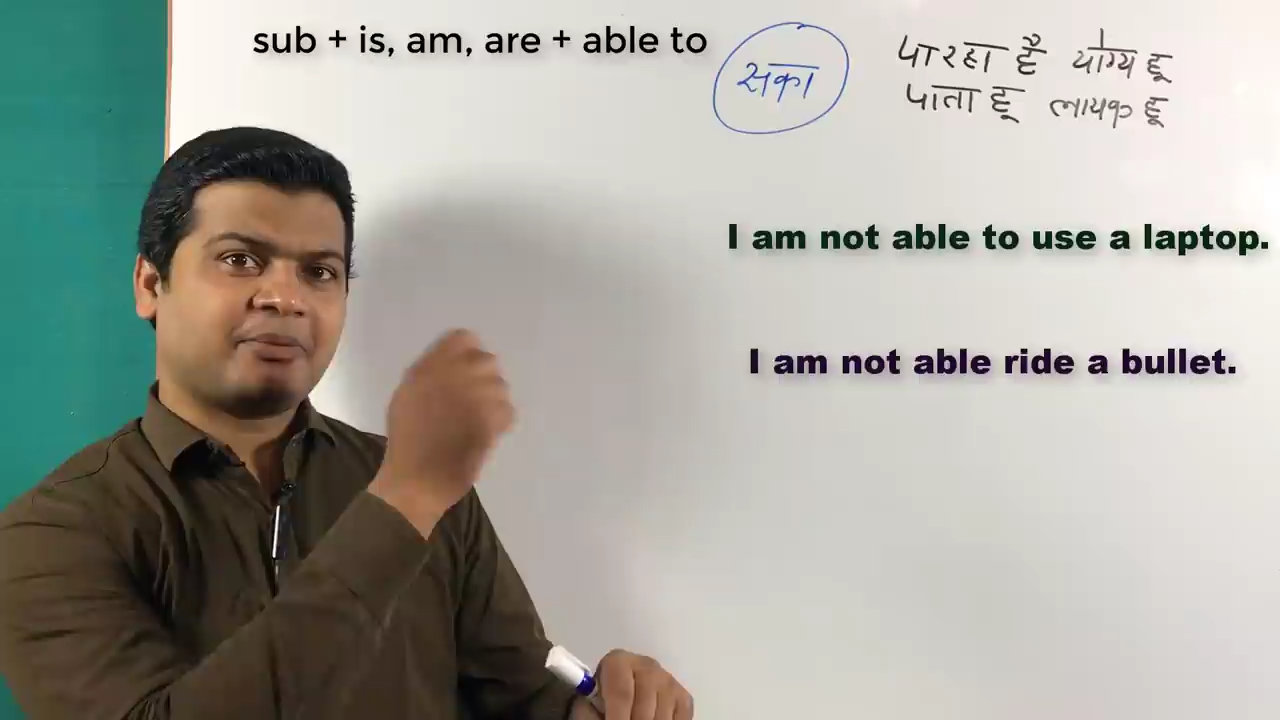 sub + is, am, are + able to
सका
पा रहा हूँ योग्य हू
पाता हू लायक हू
I am not able to use a laptop.
I am not able ride a bullet.